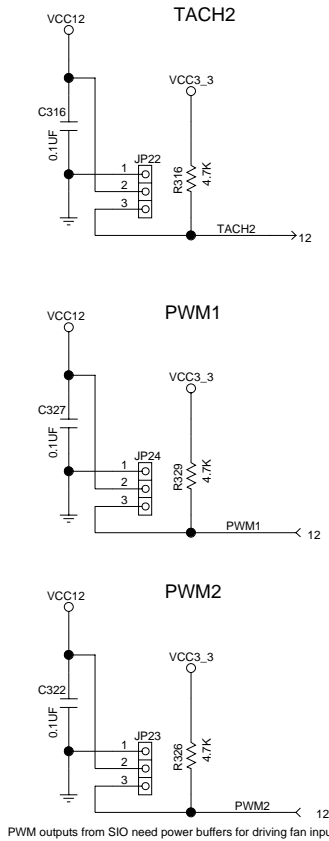 TACH2
VCC12
VCC3_3
C316
0.1UF
JP22
1
2
3
R316
4.7K
TACH2
12
PWM1
VCC12
VCC3_3
C327
0.1UF
JP24
1
2
3
R329
4.7K
PWM1
12
PWM2
VCC12
VCC3_3
C322
0.1UF
JP23
1
2
3
R326
4.7K
PWM2
12
PWM outputs from SIO need power buffers for driving fan inpu